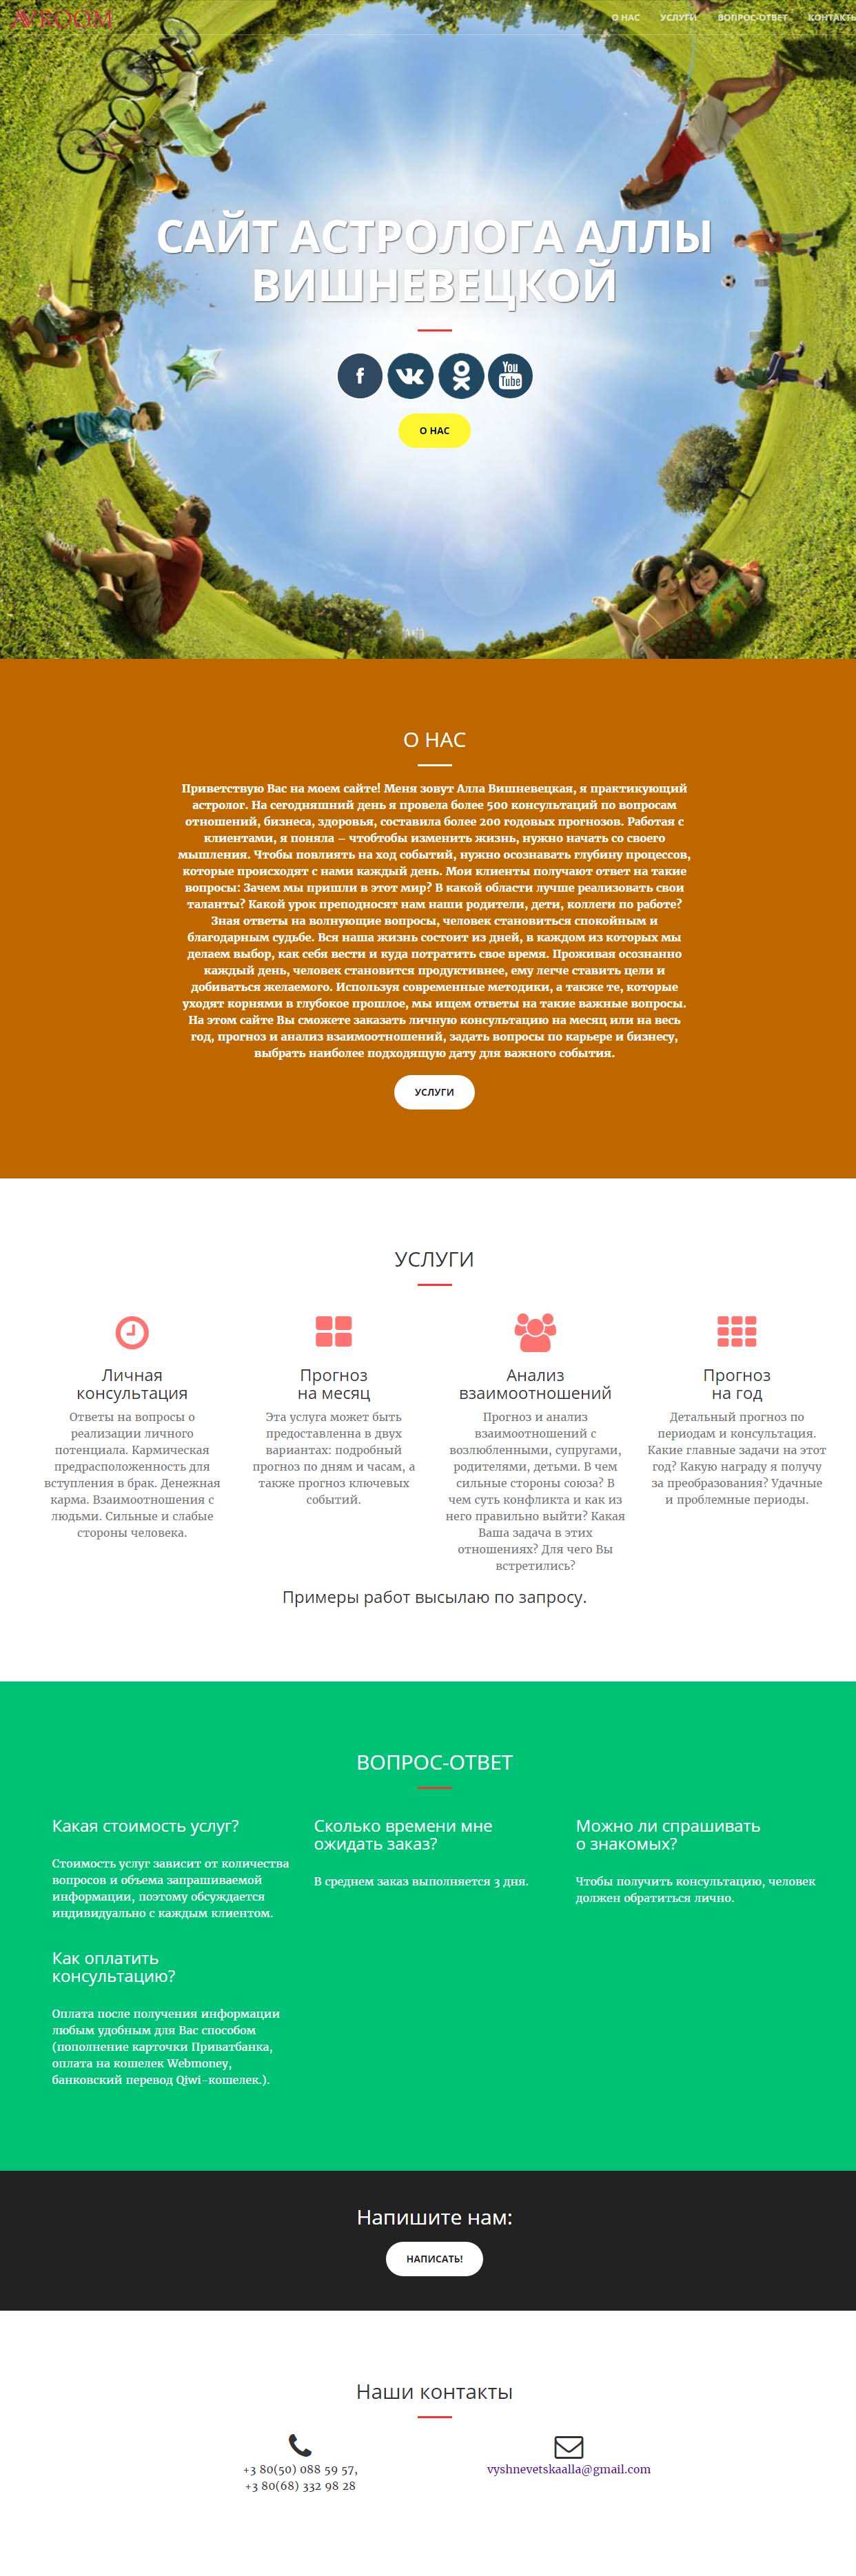 AVROOM
О НАС УСЛУГИ ВОПРОС-ОТВЕТ КОНТАКТЫ
САЙТ АСТРОЛОГА АЛЛЫ
ВИШНЕВЕЦКОЙ
f VK You Tube
О НАС
О НАС
Приветствую Вас на моем сайте! Меня зовут Алла Вишневецкая, я практикующий
астролог. На сегодняшний день я провела более 500 консультаций по вопросам
отношений, бизнеса, здоровья, составила более 200 годовых прогнозов. Работая с
клиентами, я поняла – чтобтобы изменить жизнь, нужно начать со своего
мышления. Чтобы повлиять на ход событий, нужно осознавать глубину процессов,
которые происходят с нами каждый день. Мои клиенты получают ответ на такие
вопросы: Зачем мы пришли в этот мир? В какой области лучше реализовать свои
таланты? Какой урок преподносят нам наши родители, дети, коллеги по работе?
Зная ответы на волнующие вопросы, человек становиться спокойным и
благодарным судьбе. Вся наша жизнь состоит из дней, в каждом из которых мы
делаем выбор, как себя вести и куда потратить свое время. Проживая осознанно
каждый день, человек становится продуктивнее, ему легче ставить цели и
добиваться желаемого. Используя современные методики, а также те, которые
уходят корнями в глубокое прошлое, мы ищем ответы на такие важные вопросы.
На этом сайте Вы сможете заказать личную консультацию на месяц или на весь
год, прогноз и анализ взаимоотношений, задать вопросы по карьере и бизнесу,
выбрать наиболее подходящую дату для важного события.
УСЛУГИ
УСЛУГИ
Личная
консультация
Ответы на вопросы о
реализации личного
потенциала. Кармическая
предрасположенность для
вступления в брак. Денежная
карма. Взаимоотношения с
людьми. Сильные и слабые
стороны человека.
Прогноз
на месяц
Эта услуга может быть
предоставленна в двух
вариантах: подробный
прогноз по дням и часам, а
также прогноз ключевых
событий.
Анализ
взаимоотношений
Прогноз и анализ
взаимоотношений с
возлюбленными, супругами,
родителями, детьми. В чем
сильные стороны союза? В
чем суть конфликта и как из
него правильно выйти? Какая
Ваша задача в этих
отношениях? Для чего Вы
встретились?
Прогноз
на год
Детальный прогноз по
периодам и консультация.
Какие главные задачи на этот
год? Какую награду я получу
за преобразования? Удачные
и проблемные периоды.
Примеры работ высылаю по запросу.
ВОПРОС-ОТВЕТ
Какая стоимость услуг?
Стоимость услуг зависит от количества
вопросов и объема запрашиваемой
информации, поэтому обсуждается
индивидуально с каждым клиентом.
Сколько времени мне
ожидать заказ?
В среднем заказ выполняется 3 дня.
Можно ли спрашивать
о знакомых?
Чтобы получить консультацию, человек
должен обратиться лично.
Как оплатить
консультацию?
Оплата после получения информации
любым удобным для Вас способом
(пополнение карточки Приватбанка,
оплата на кошелек Webmoney,
банковский перевод Qiwi-кошелек.).
Напишите нам:
НАПИСАТЬ!
Наши контакты
+3 80(50) 088 59 57,
+3 80(68) 332 98 28
vyshnevetskaalla@gmail.com